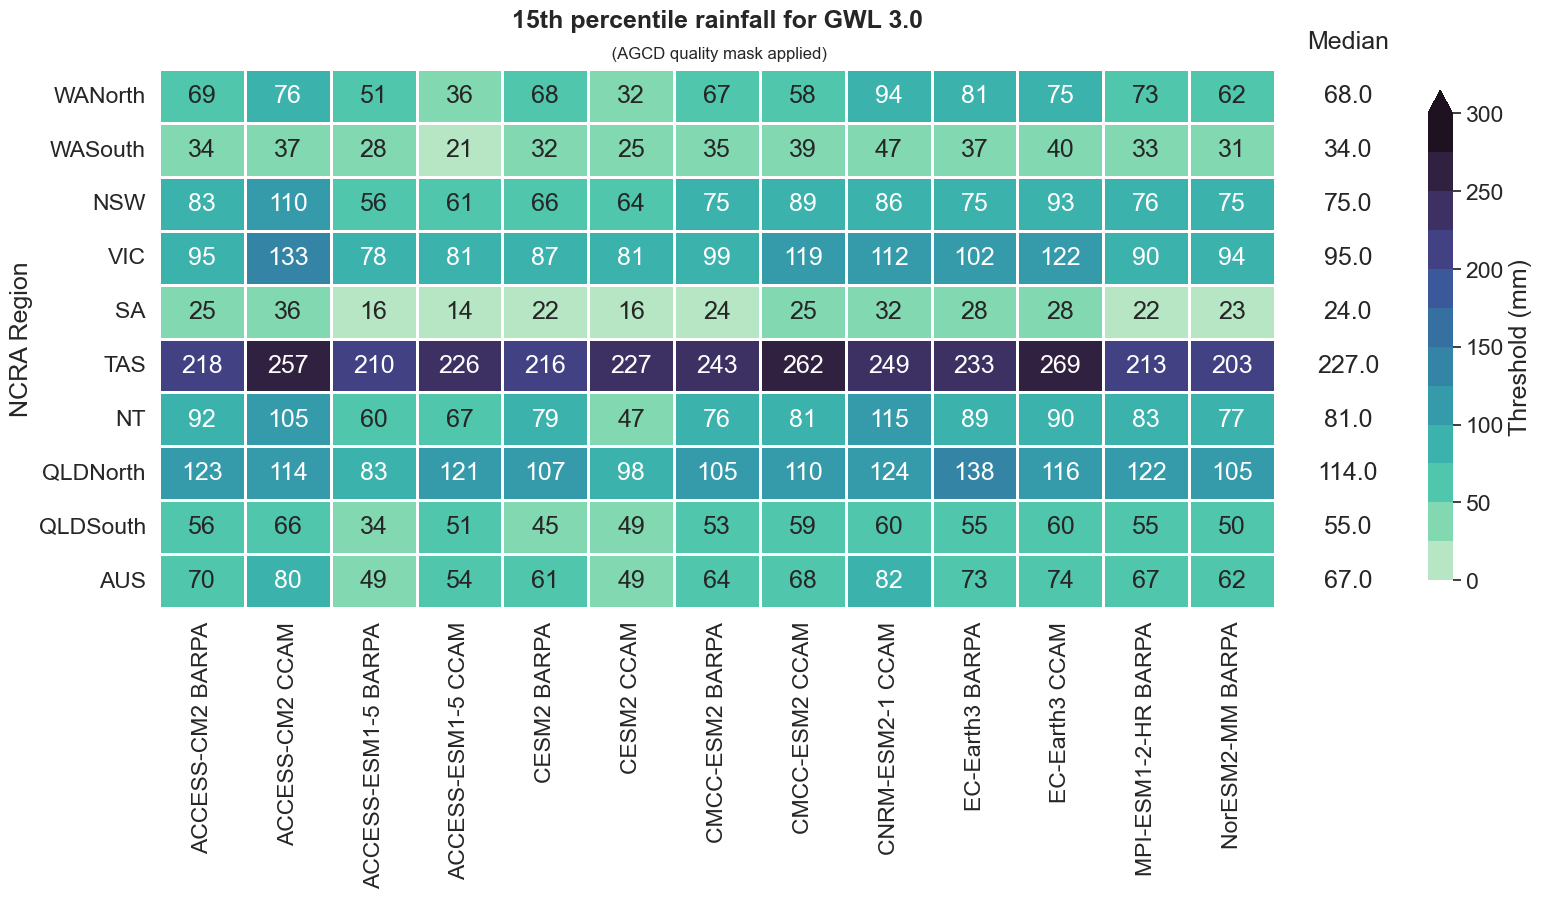 15th percentile rainfall for GWL 3.0
(AGCD quality mask applied)
Median
WANorth 69 76 51 36 68 32 67 58 94 81 75 73 62 68.0
WASouth 34 37 28 21 32 25 35 39 47 37 40 33 31 34.0
NSW 83 110 56 61 66 64 75 89 86 75 93 76 75 75.0
VIC 95 133 78 81 87 81 99 119 112 102 122 90 94 95.0
SA 25 36 16 14 22 16 24 25 32 28 28 22 23 24.0
TAS 218 257 210 226 216 227 243 262 249 233 269 213 203 227.0
NT 92 105 60 67 79 47 76 81 115 89 90 83 77 81.0
QLDNorth 123 114 83 121 107 98 105 110 124 138 116 122 105 114.0
QLDSouth 56 66 34 51 45 49 53 59 60 55 60 55 50 55.0
AUS 70 80 49 54 61 49 64 68 82 73 74 67 62 67.0
NCRA Region
ACCESS-CM2 BARPA
ACCESS-CM2 CCAM
ACCESS-ESM1-5 BARPA
ACCESS-ESM1-5 CCAM
CESM2 BARPA
CESM2 CCAM
CMCC-ESM2 BARPA
CMCC-ESM2 CCAM
CNRM-ESM2-1 CCAM
EC-Earth3 BARPA
EC-Earth3 CCAM
MPI-ESM1-2-HR BARPA
NorESM2-MM BARPA
300
250
200
150
100
50
0
Threshold (mm)